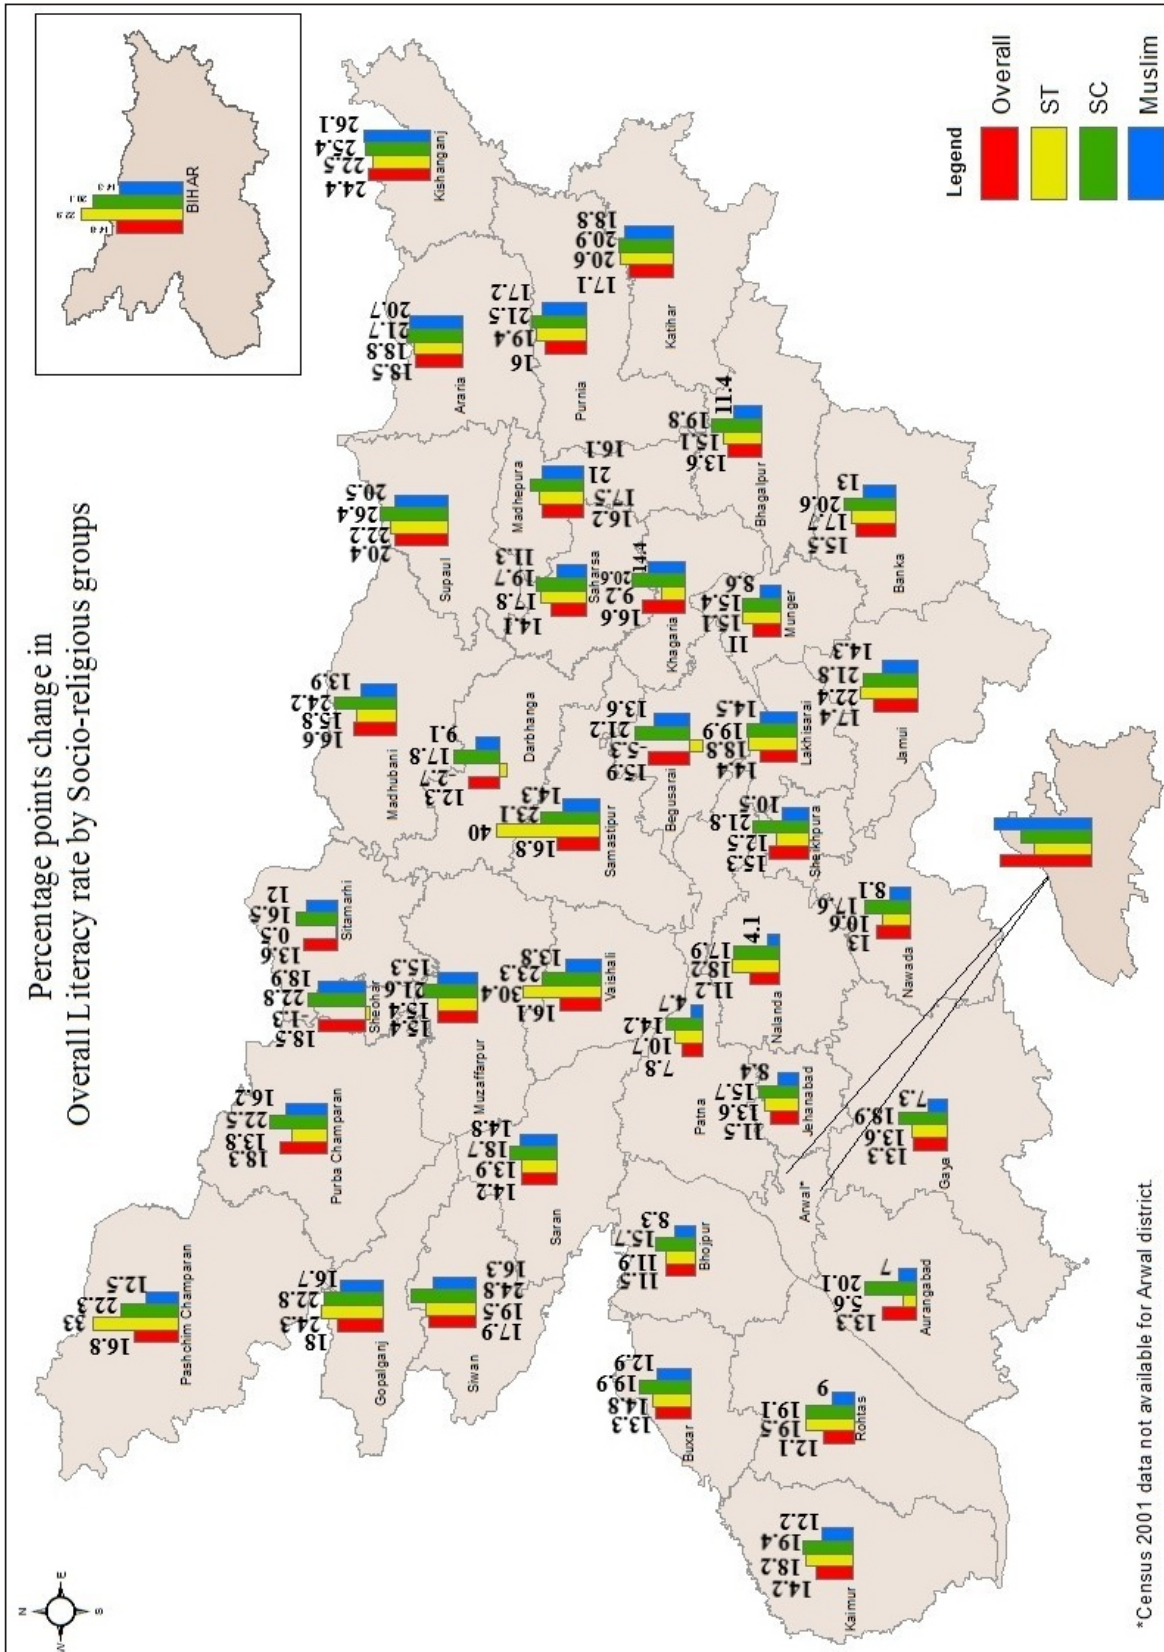 Percentage points change in
Overall Literacy rate by Socio-religious groups
N
W
E
S
14.8 22.9 20.1 14.3
BIHAR
16.8 33 22.3 12.5
Pashchim Champaran
18.3 13.8 22.5 16.2
Purba Champaran
18.5 -1.3 22.8 18.9
Sheohar
13.6 0.5 16.5 12
Sitamarhi
16.6 15.8 24.2 13.9
Madhubani
20.4 22.2 26.4 20.5
Supaul
18.5 18.8 21.7 20.7
Araria
24.4 22.5 25.4 26.1
Kishanganj
18 24.3 22.8 16.7
Gopalganj
17.9 19.5 24.8 16.3
Siwan
14.2 13.9 18.7 14.8
Saran
15.4 15.4 21.6 15.3
Muzaffarpur
16.1 30.4 23.3 13.8
Vaishali
12.3 -2.7 17.8 9.1
Darbhanga
16.8 40 23.1 14.3
Samastipur
14.1 17.8 19.7 11.3
Saharsa
16.2 17.5 21 16.1
Madhepura
16 19.4 21.5 17.2
Purnia
17.1 20.6 20.9 18.8
Katihar
15.9 -5.3 21.2 13.6
Begusarai
16.6 9.2 20.6 14.4
Khagaria
13.6 15.1 19.8 11.4
Bhagalpur
13.3 14.8 19.9 12.9
Buxar
11.5 11.9 15.7 8.3
Bhojpur
7.8 10.7 14.2 4.7
Patna
11.2 18.2 17.9 4.1
Nalanda
15.3 12.5 21.8 10.5
Sheikhpura
14.4 18.8 19.9 14.5
Lakhisarai
11 15.1 15.4 8.6
Munger
15.5 17.7 20.6 13
Banka
14.2 18.2 19.4 12.2
Kaimur
12.1 19.5 19.1 9
Rohtas
13.3 5.6 20.1 7
Aurangabad
Arwal*
11.5 13.6 15.7 8.4
Jehanabad
13.3 13.6 18.9 7.3
Gaya
13 10.6 17.6 8.1
Nawada
17.4 22.4 21.8 14.3
Jamui
Legend
Overall
ST
SC
Muslim
*Census 2001 data not available for Arwal district.